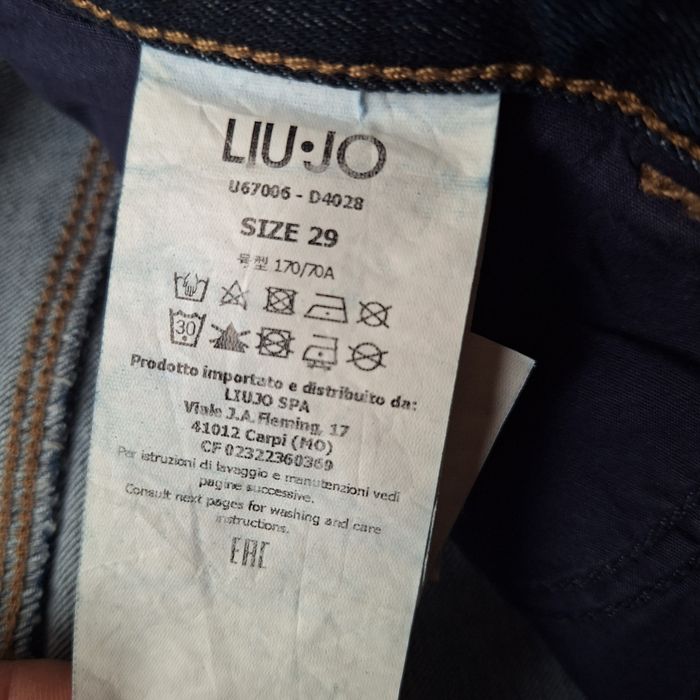 LIU•JO
U67006 - D4028
SIZE 29
号型 170/70A
30
Prodotto importato e distribuito da:
LIUJO SPA
Viale J.A.Fleming, 17
41012 Carpi (MO)
CF 02322360369
Per istruzioni di lavaggio e manutenzioni vedi
pagine successive.
Consult next pages for washing and care
instructions.
EAC